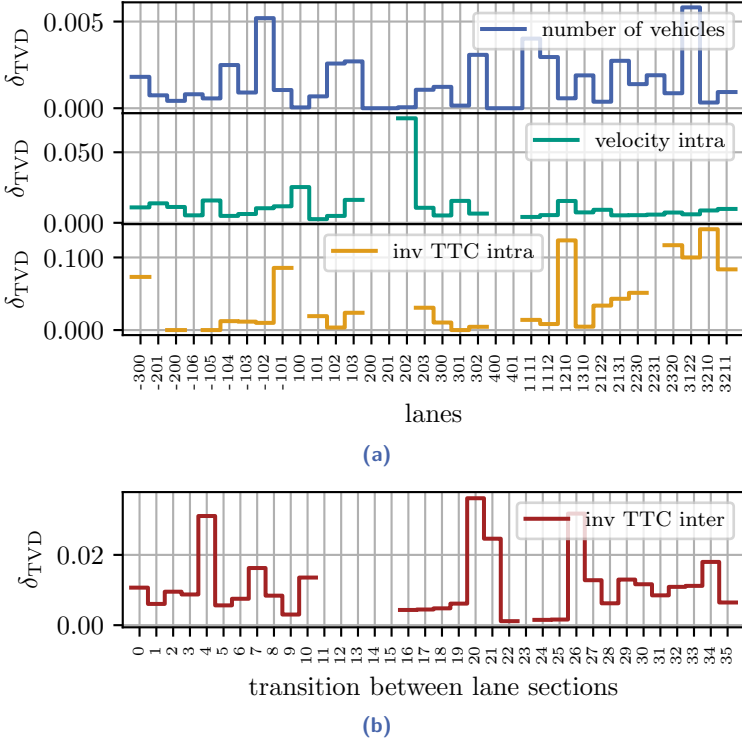 0.005
δTVD
number of vehicles
0.000
0.050
δTVD
velocity intra
0.000
0.100
δTVD
inv TTC intra
0.000
-300 -201 -200 -106 -105 -104 -103 -102 -101 100 101 102 103 200 201 202 203 300 301 302 400 401 1111 1112 1210 1310 2122 2131 2230 2231 2320 3122 3210 3211
lanes
(a)
0.02
δTVD
inv TTC inter
0.00
0 1 2 3 4 5 6 7 8 9 10 11 12 13 14 15 16 17 18 19 20 21 22 23 24 25 26 27 28 29 30 31 32 33 34 35
transition between lane sections
(b)